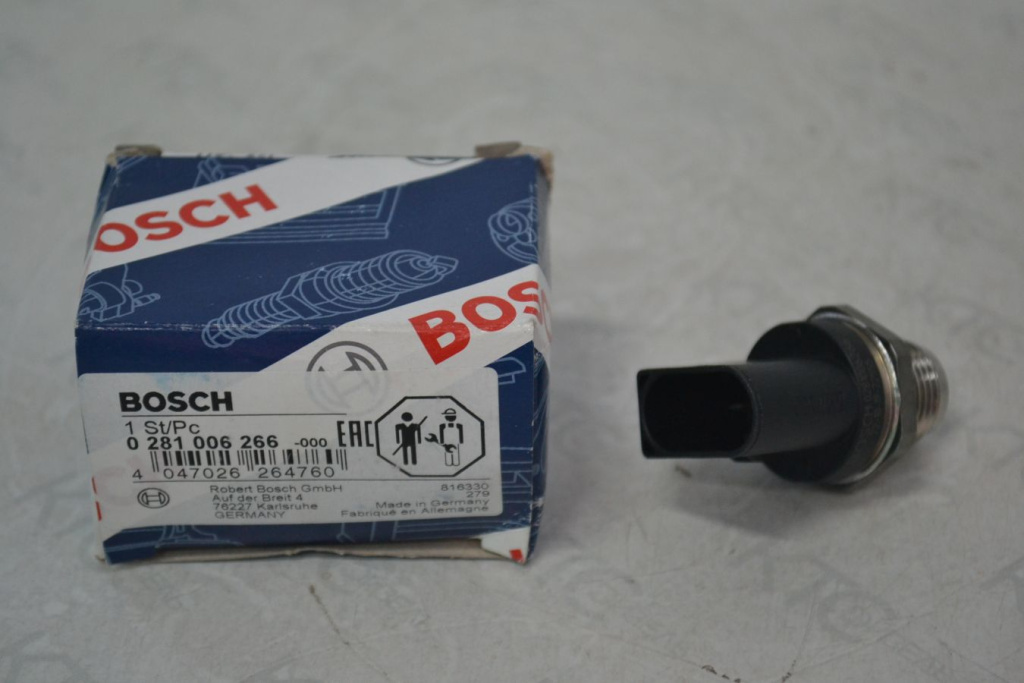 BOSCH
BOSCH
BOSCH
1 St/Pc
0 281 006 266 -000
EAC
4 047026 264760
Robert Bosch GmbH
Auf der Breit 4
76227 Karlsruhe
GERMANY
816330
279
Made in Germany
Fabriqué en Allemagne